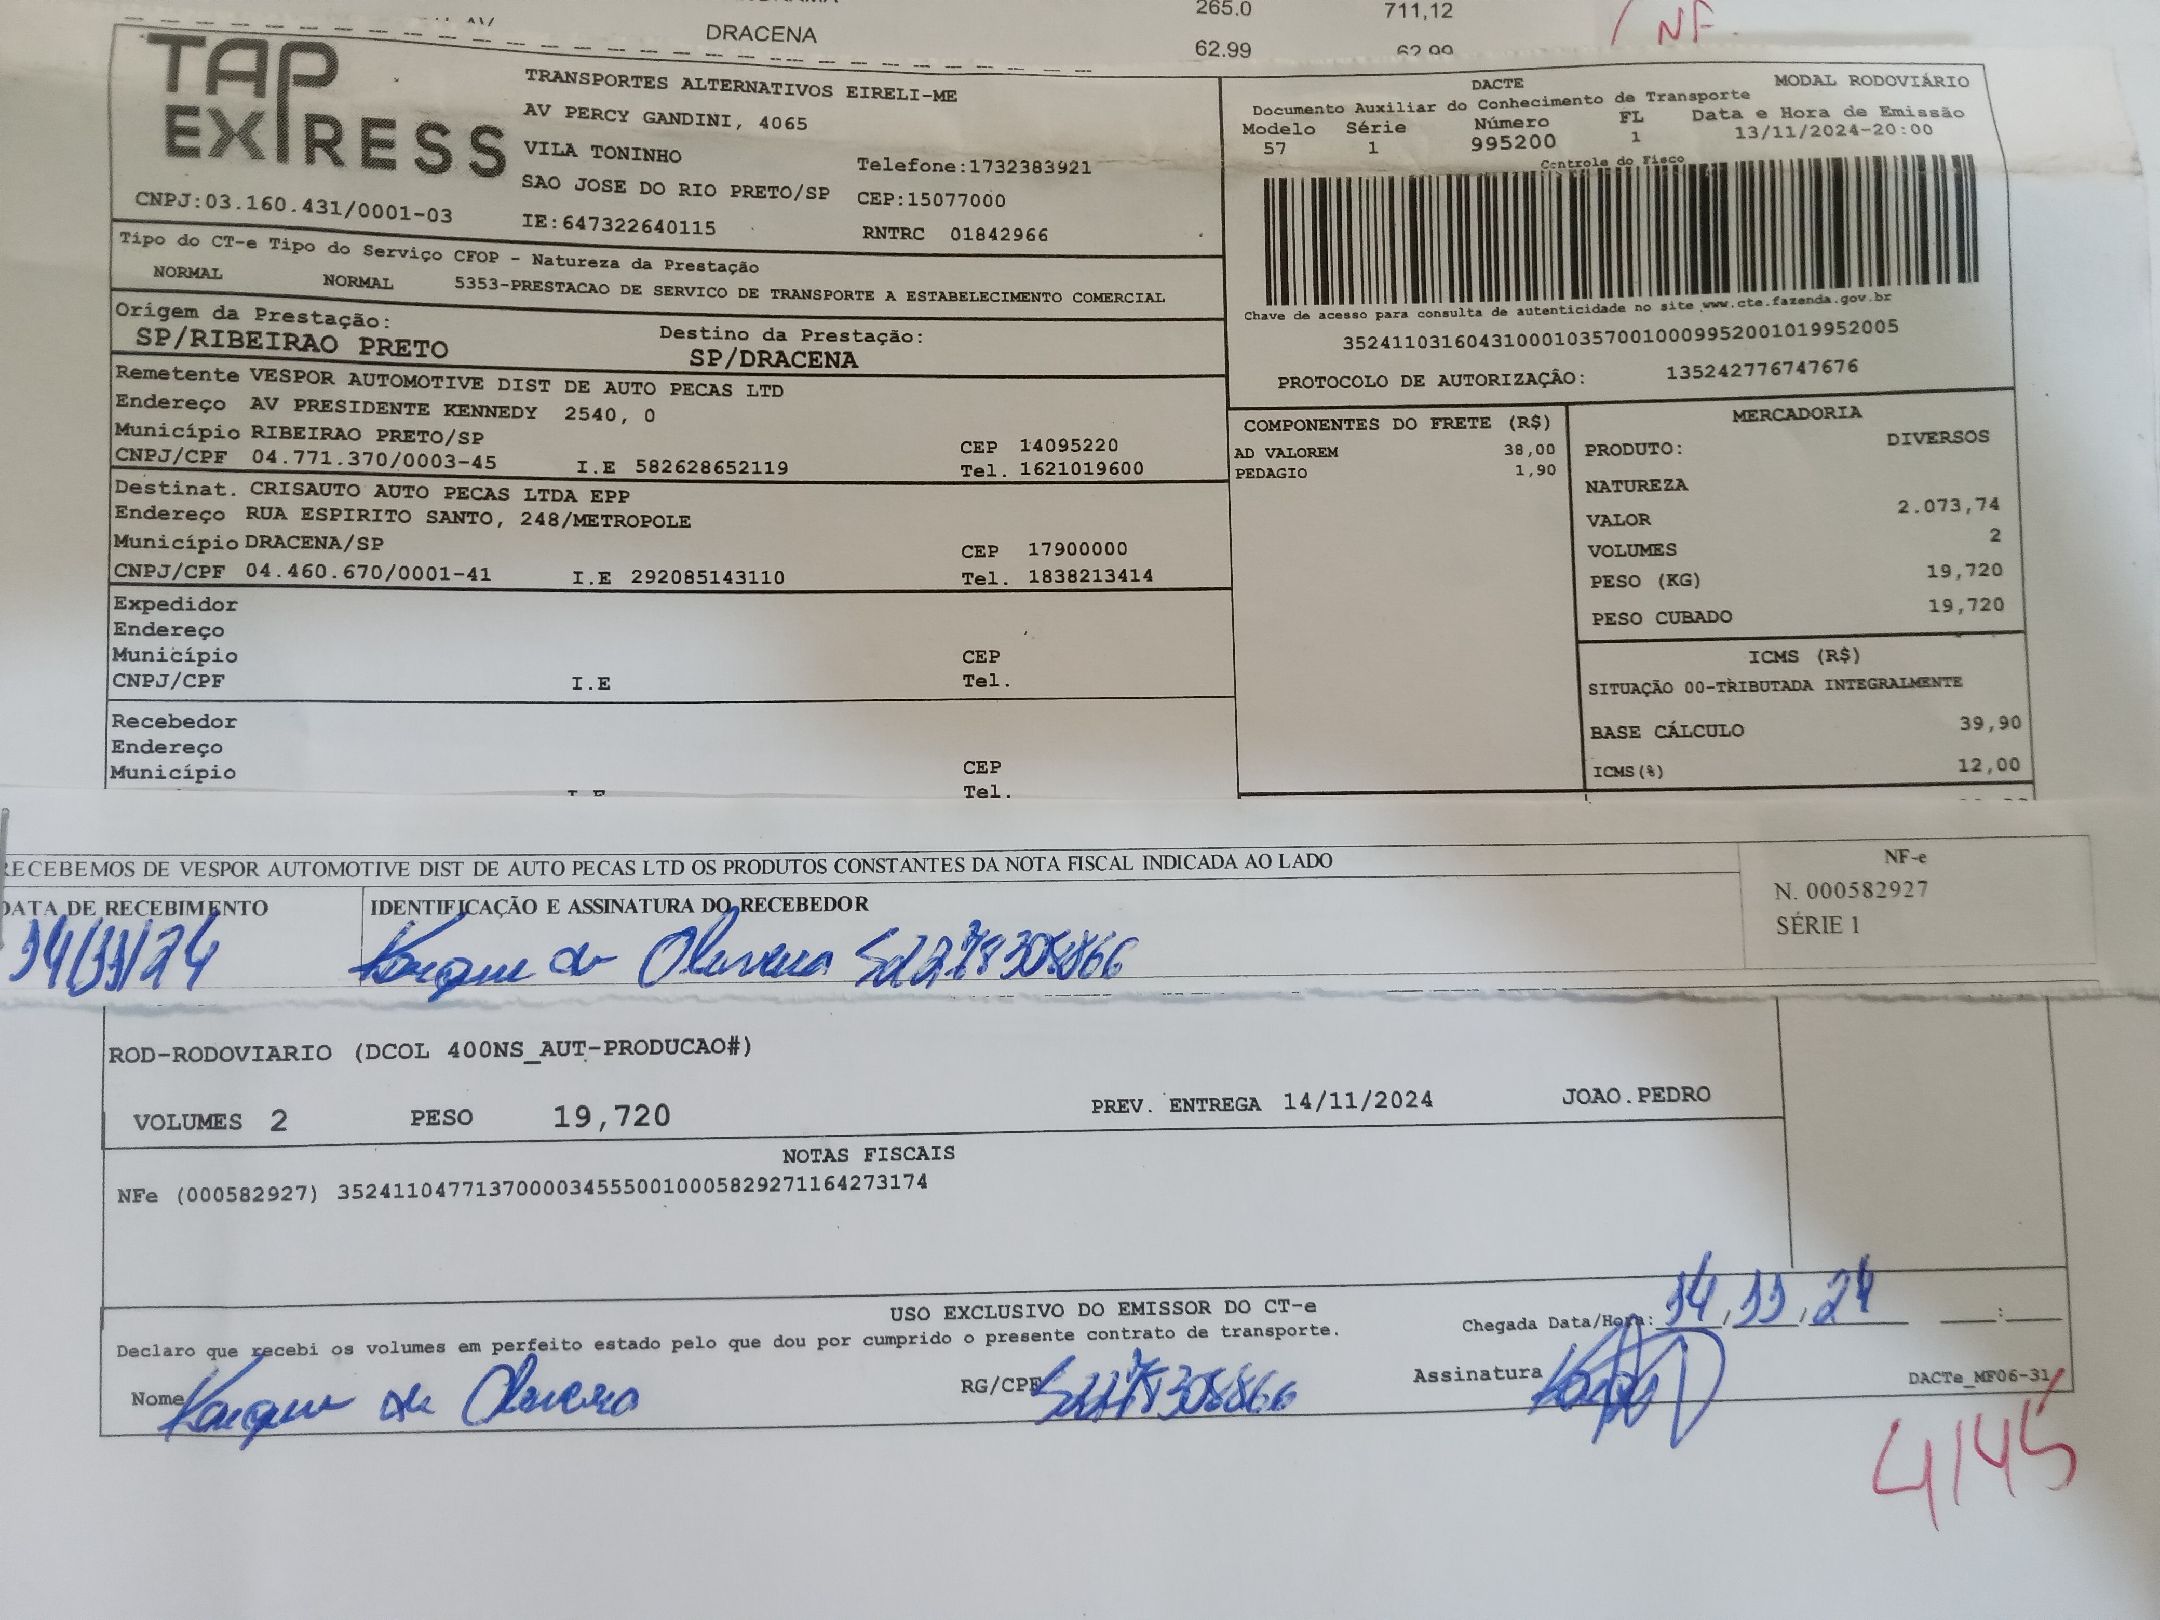 265.0 711,12
DRACENA
62.99 62.99
NF.
TAP EXPRESS
CNPJ:03.160.431/0001-03
TRANSPORTES ALTERNATIVOS EIRELI-ME
AV PERCY GANDINI, 4065
VILA TONINHO Telefone:1732383921
SAO JOSE DO RIO PRETO/SP CEP:15077000
IE:647322640115 RNTRC 01842966
DACTE MODAL RODOVIÁRIO
Documento Auxiliar do Conhecimento de Transporte
Modelo Série Número FL Data e Hora de Emissão
57 1 995200 1 13/11/2024-20:00
Controle do Fisco
Chave de acesso para consulta de autenticidade no site www.cte.fazenda.gov.br
35241103160431000103570010009952001019952005
PROTOCOLO DE AUTORIZAÇÃO: 135242776747676
Tipo do CT-e Tipo do Serviço CFOP - Natureza da Prestação
NORMAL NORMAL 5353-PRESTACAO DE SERVICO DE TRANSPORTE A ESTABELECIMENTO COMERCIAL
Origem da Prestação: Destino da Prestação:
SP/RIBEIRAO PRETO SP/DRACENA
Remetente VESPOR AUTOMOTIVE DIST DE AUTO PECAS LTD
Endereço AV PRESIDENTE KENNEDY 2540, 0
Município RIBEIRAO PRETO/SP CEP 14095220
CNPJ/CPF 04.771.370/0003-45 I.E 582628652119 Tel. 1621019600
Destinat. CRISAUTO AUTO PECAS LTDA EPP
Endereço RUA ESPIRITO SANTO, 248/METROPOLE
Município DRACENA/SP CEP 17900000
CNPJ/CPF 04.460.670/0001-41 I.E 292085143110 Tel. 1838213414
Expedidor
Endereço
Município CEP
CNPJ/CPF I.E Tel.
Recebedor
Endereço
Município CEP
Tel.
COMPONENTES DO FRETE (R$)
AD VALOREM 38,00
PEDAGIO 1,90
MERCADORIA
PRODUTO: DIVERSOS
NATUREZA
VALOR 2.073,74
VOLUMES 2
PESO (KG) 19,720
PESO CUBADO 19,720
ICMS (R$)
SITUAÇÃO 00-TRIBUTADA INTEGRALMENTE
BASE CÁLCULO 39,90
ICMS(%) 12,00
RECEBEMOS DE VESPOR AUTOMOTIVE DIST DE AUTO PECAS LTD OS PRODUTOS CONSTANTES DA NOTA FISCAL INDICADA AO LADO
DATA DE RECEBIMENTO IDENTIFICAÇÃO E ASSINATURA DO RECEBEDOR
14/11/24 Kaique de Oliveira
NF-e
N. 000582927
SÉRIE 1
ROD-RODOVIARIO (DCOL 400NS_AUT-PRODUCAO#)
VOLUMES 2 PESO 19,720 PREV. ENTREGA 14/11/2024 JOAO.PEDRO
NOTAS FISCAIS
NFe (000582927) 35241104771370000345550010005829271164273174
USO EXCLUSIVO DO EMISSOR DO CT-e
Declaro que recebi os volumes em perfeito estado pelo que dou por cumprido o presente contrato de transporte.
Chegada Data/Hora: 14,11,24 :
Nome Kaique de Oliveira RG/CPF Assinatura
DACTe_MF06-31
4145